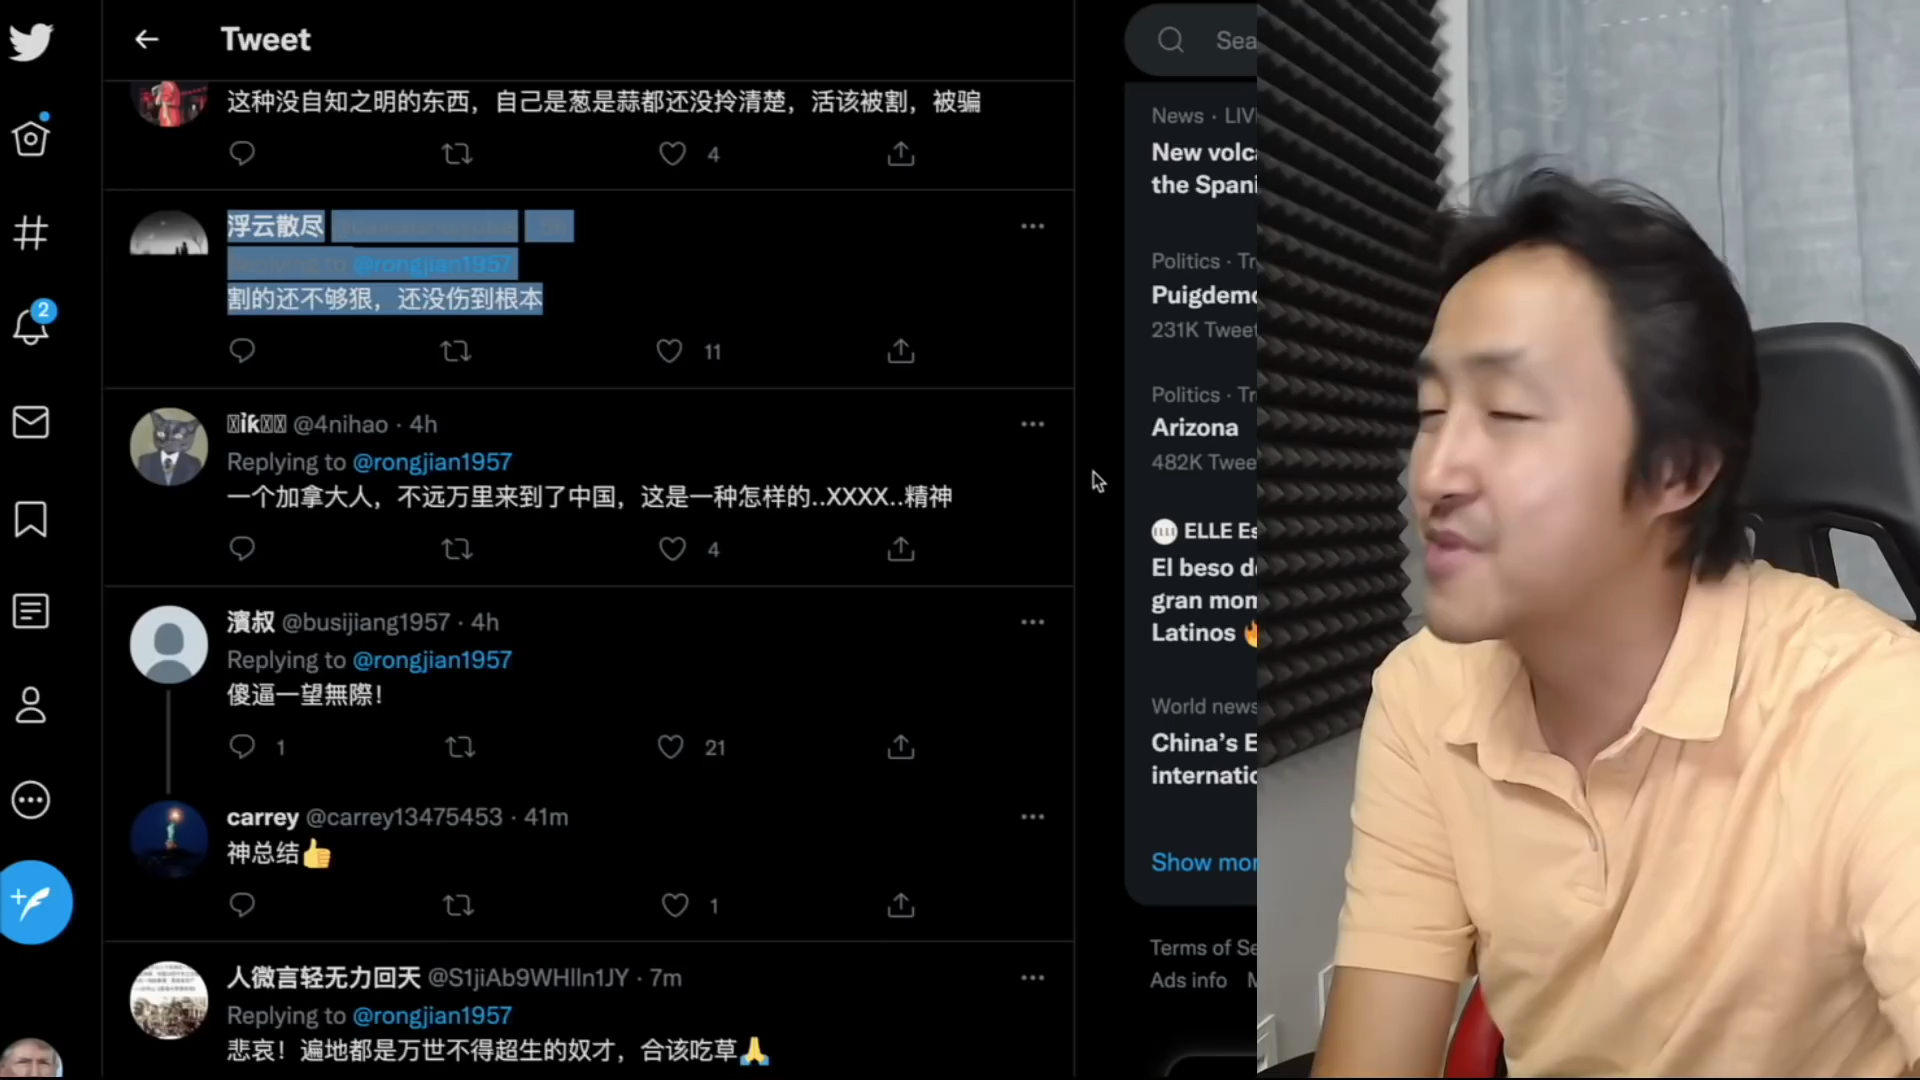 Tweet
Sea
这种没自知之明的东西，自己是葱是蒜都还没拎清楚，活该被割，被骗
4
浮云散尽
Replying to @rongjian1957
割的还不够狠，还没伤到根本
11
@4nihao · 4h
Replying to @rongjian1957
一个加拿大人，不远万里来到了中国，这是一种怎样的..XXXX..精神
4
濱叔 @busijiang1957 · 4h
Replying to @rongjian1957
傻逼一望無際！
1
21
carrey @carrey13475453 · 41m
神总结👍
1
人微言轻无力回天 @S1jiAb9WHlln1JY · 7m
Replying to @rongjian1957
悲哀！遍地都是万世不得超生的奴才，合该吃草🙏
2
News · LIV
New volca
the Spani
Politics · Tr
Puigdemo
231K Tweet
Politics · Tr
Arizona
482K Twee
ELLE Es
El beso de
gran mom
Latinos 🔥
World news
China's E
internatio
Show mor
Terms of Se
Ads info